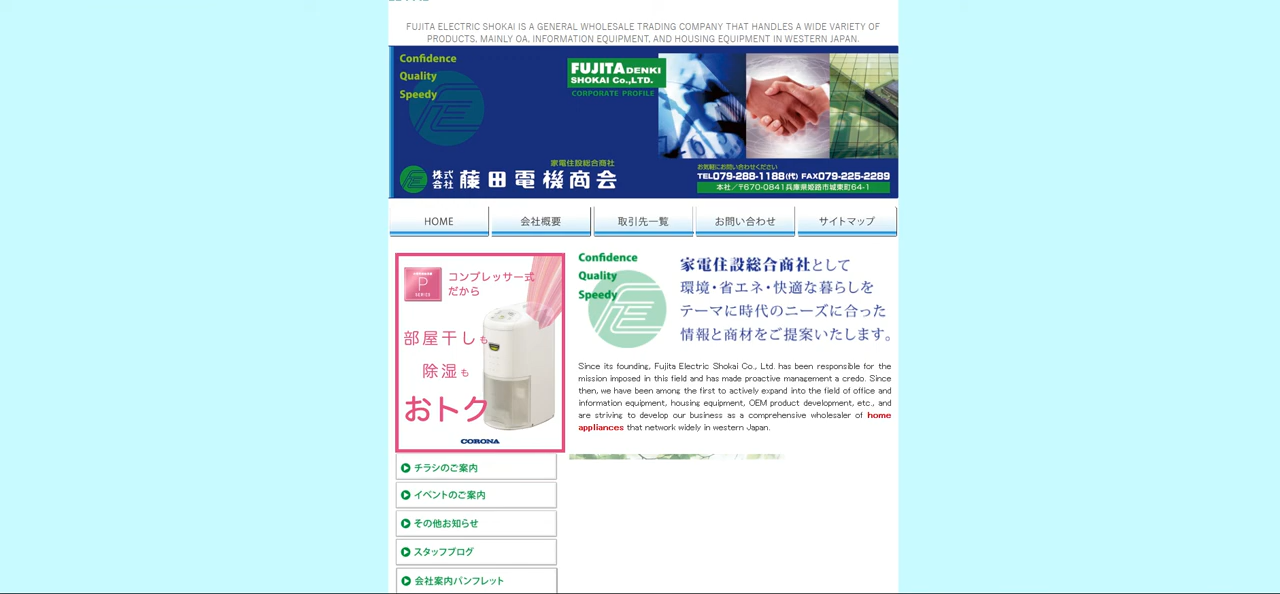 FUJITA ELECTRIC SHOKAI IS A GENERAL WHOLESALE TRADING COMPANY THAT HANDLES A WIDE VARIETY OF
PRODUCTS, MAINLY OA, INFORMATION EQUIPMENT, AND HOUSING EQUIPMENT IN WESTERN JAPAN.
Confidence
Quality
Speedy
FUJITA DENKI
SHOKAI Co.,LTD.
CORPORATE PROFILE
家電住設総合商社
株式会社 藤田電機商会
お気軽にお問い合わせください
TEL079-288-1188(代) FAX079-225-2289
本社/〒670-0841兵庫県姫路市城東町64-1
HOME
会社概要
取引先一覧
お問い合わせ
サイトマップ
P
コンプレッサー式
だから
部屋干しも
除湿も
おトク
CORONA
Confidence
Quality
Speedy
家電住設総合商社として
環境・省エネ・快適な暮らしを
テーマに時代のニーズに合った
情報と商材をご提案いたします。
Since its founding, Fujita Electric Shokai Co., Ltd. has been responsible for the
mission imposed in this field and has made proactive management a credo. Since
then, we have been among the first to actively expand into the field of office and
information equipment, housing equipment, OEM product development, etc., and
are striving to develop our business as a comprehensive wholesaler of home
appliances that network widely in western Japan.
チラシのご案内
イベントのご案内
その他お知らせ
スタッフブログ
会社案内パンフレット